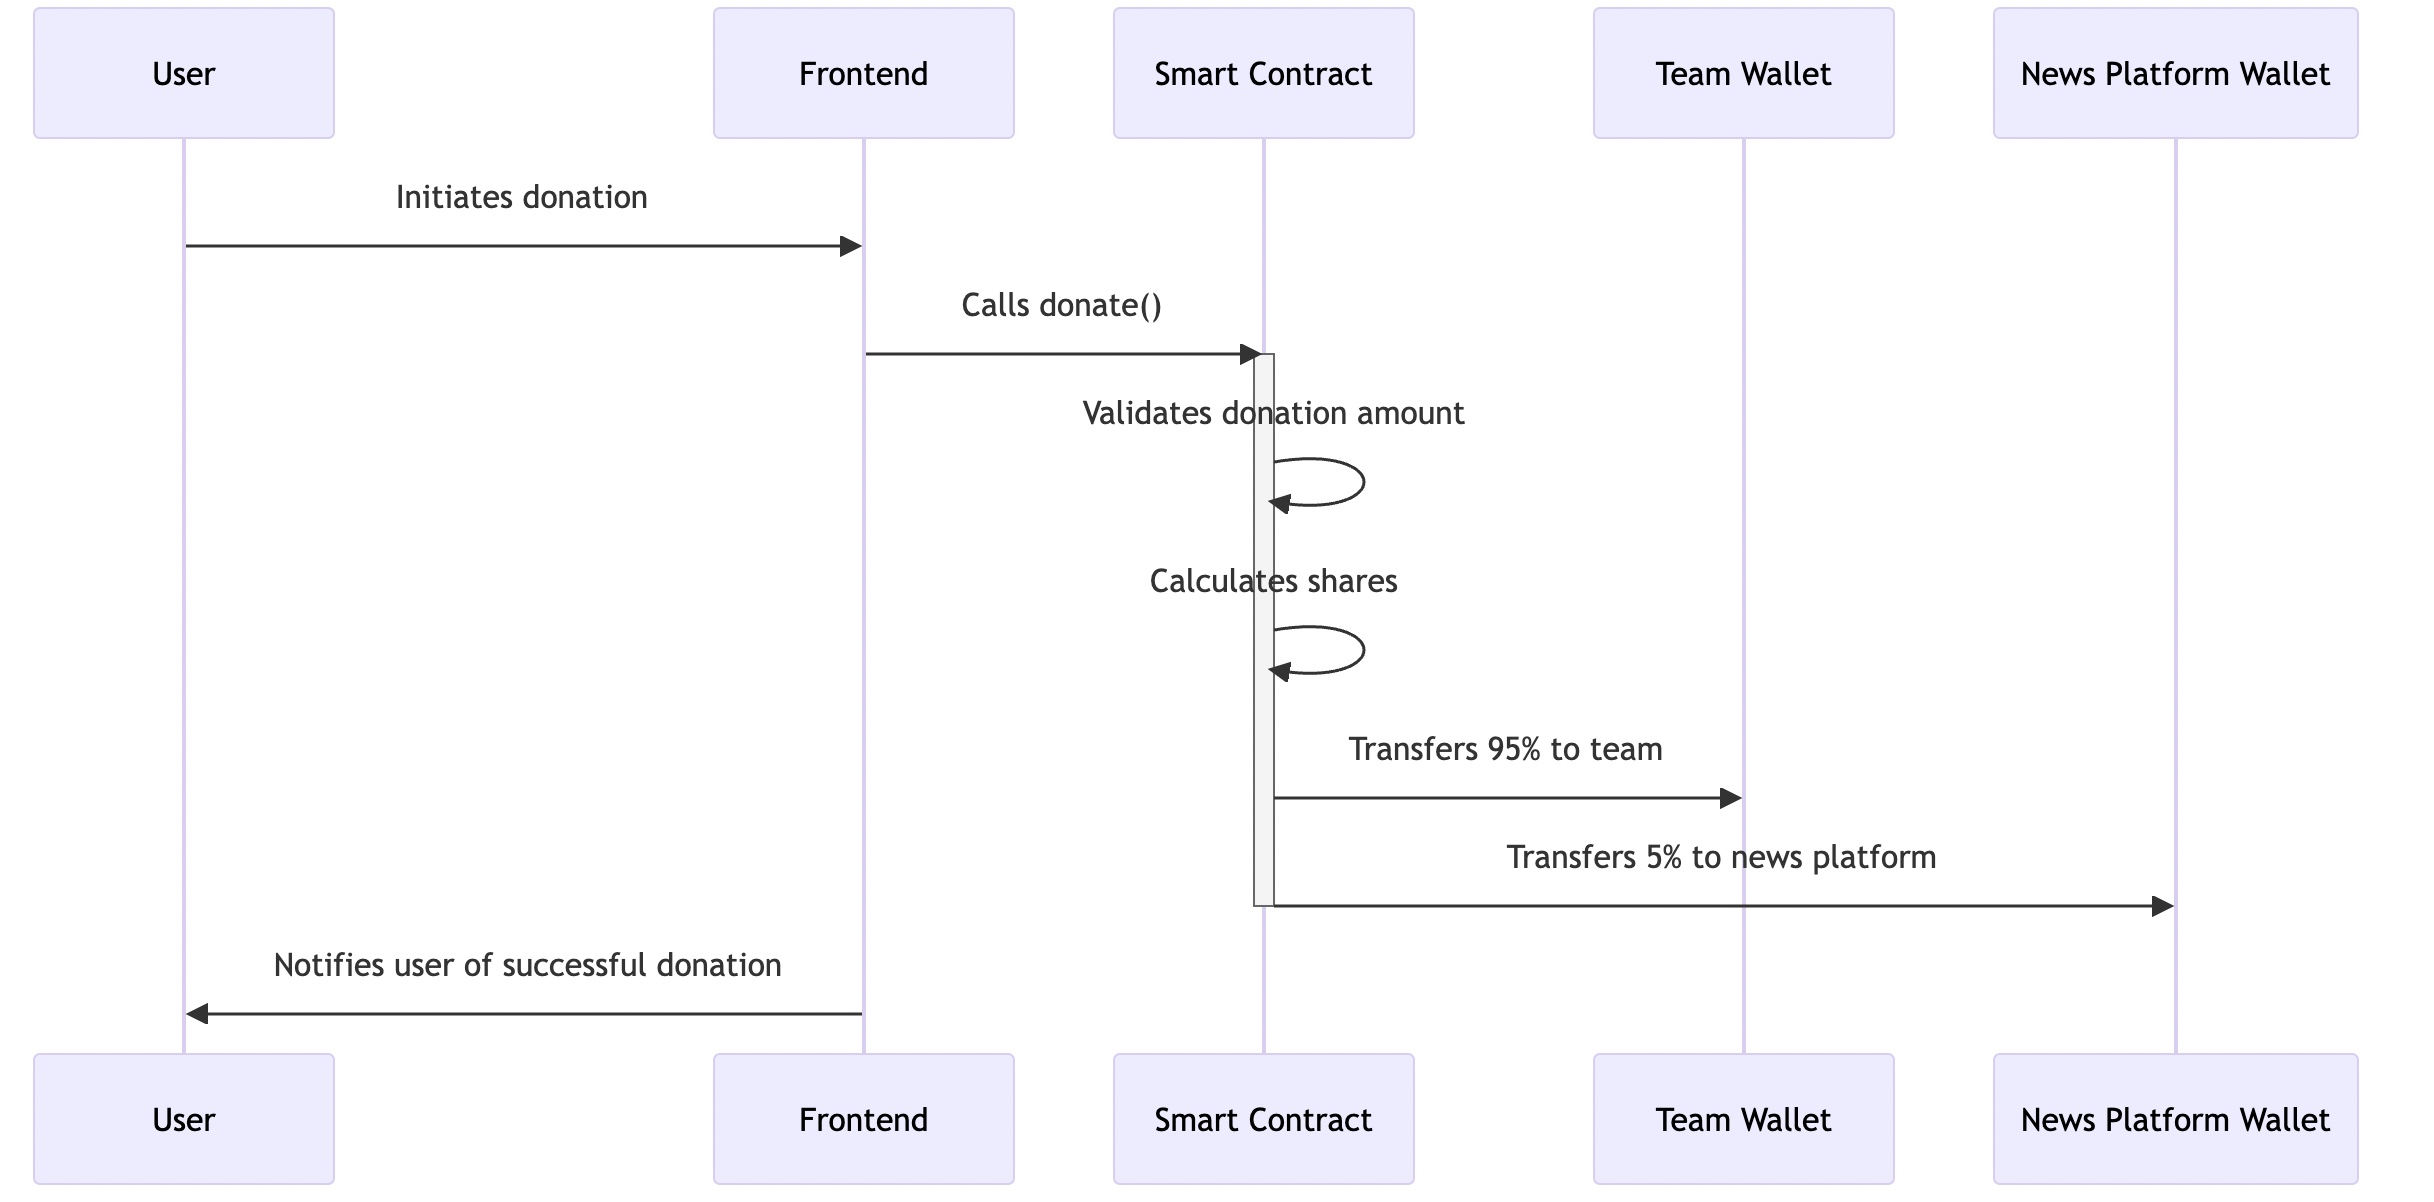 User
Frontend
Smart Contract
Team Wallet
News Platform Wallet
Initiates donation
Calls donate()
Validates donation amount
Calculates shares
Transfers 95% to team
Transfers 5% to news platform
Notifies user of successful donation
User
Frontend
Smart Contract
Team Wallet
News Platform Wallet